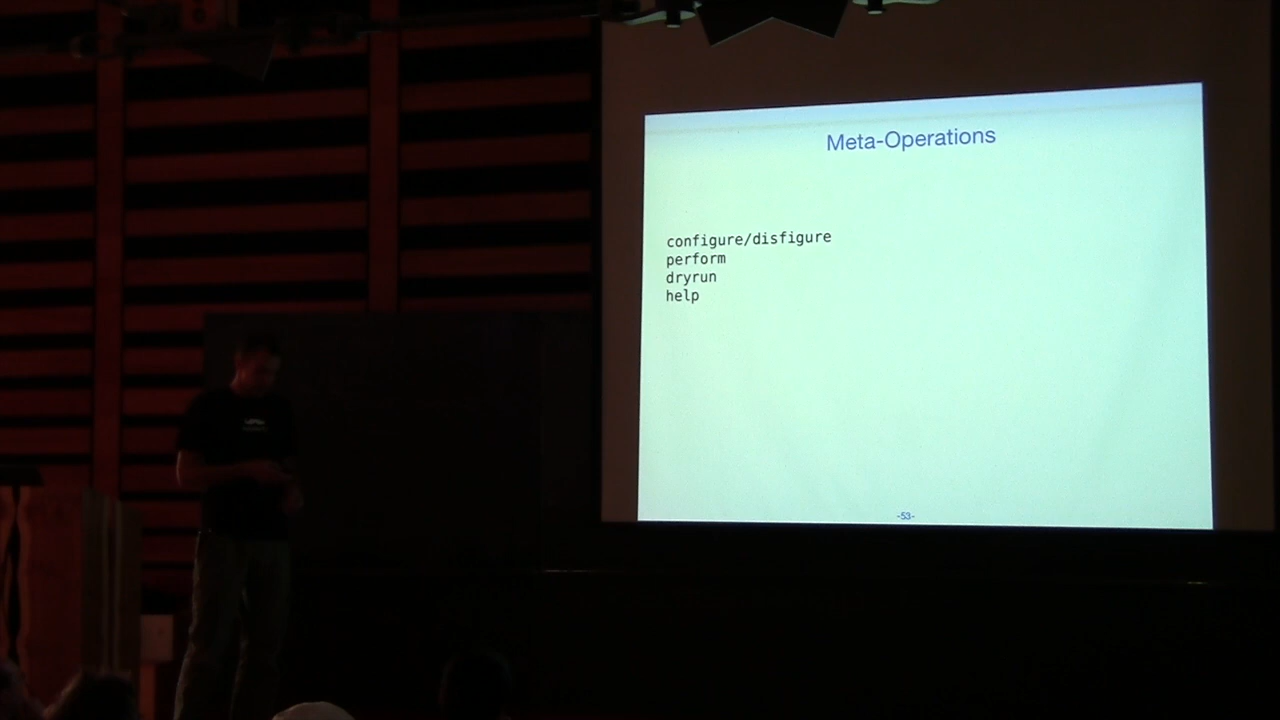 Meta-Operations
configure/disfigure
perform
dryrun
help
-53-